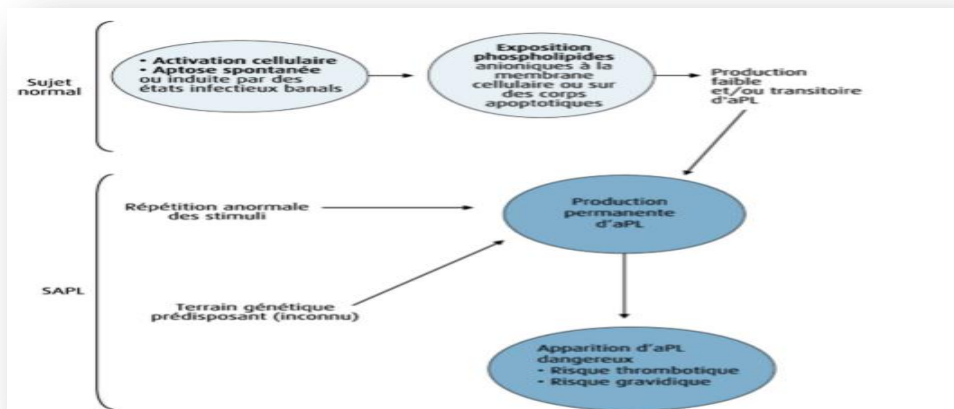 Sujet
normal
• Activation cellulaire
• Aptose spontanée
ou induite par des
états infectieux banals
Exposition
phospholipides
anioniques à la
membrane
cellulaire ou sur
des corps
apoptotiques
Production
faible
et/ou transitoire
d'aPL
SAPL
Répétition anormale
des stimuli
Production
permanente
d'aPL
Terrain génétique
prédisposant (inconnu)
Apparition d'aPL
dangereux
• Risque thrombotique
• Risque gravidique